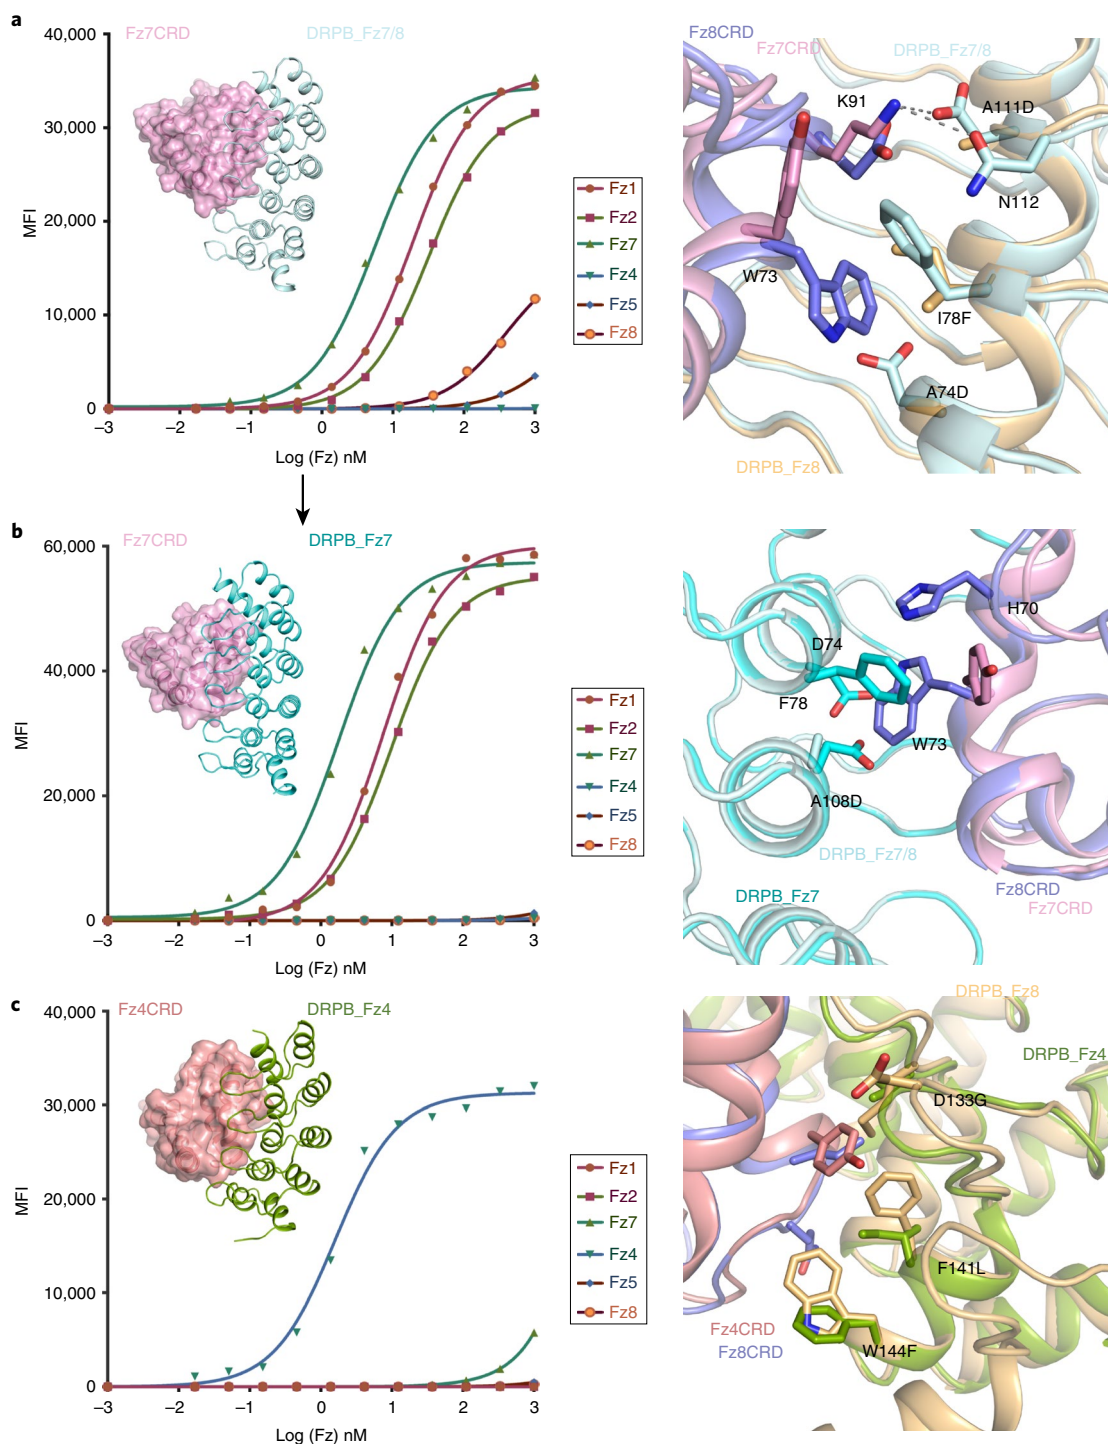 a
Fz7CRD DRPB_Fz7/8
40,000
30,000
20,000
10,000
0
MFI
–3 –2 –1 0 1 2 3
Log (Fz) nM
Fz1
Fz2
Fz7
Fz4
Fz5
Fz8
Fz8CRD
Fz7CRD DRPB_Fz7/8
K91
A111D
N112
W73
I78F
A74D
DRPB_Fz8
b
Fz7CRD DRPB_Fz7
60,000
40,000
20,000
0
MFI
–3 –2 –1 0 1 2 3
Log (Fz) nM
Fz1
Fz2
Fz7
Fz4
Fz5
Fz8
H70
D74
F78
W73
A108D
DRPB_Fz7/8
Fz8CRD
DRPB_Fz7
Fz7CRD
c
Fz4CRD DRPB_Fz4
40,000
30,000
20,000
10,000
0
MFI
–3 –2 –1 0 1 2 3
Log (Fz) nM
Fz1
Fz2
Fz7
Fz4
Fz5
Fz8
DRPB_Fz8
DRPB_Fz4
D133G
F141L
Fz4CRD
Fz8CRD
W144F